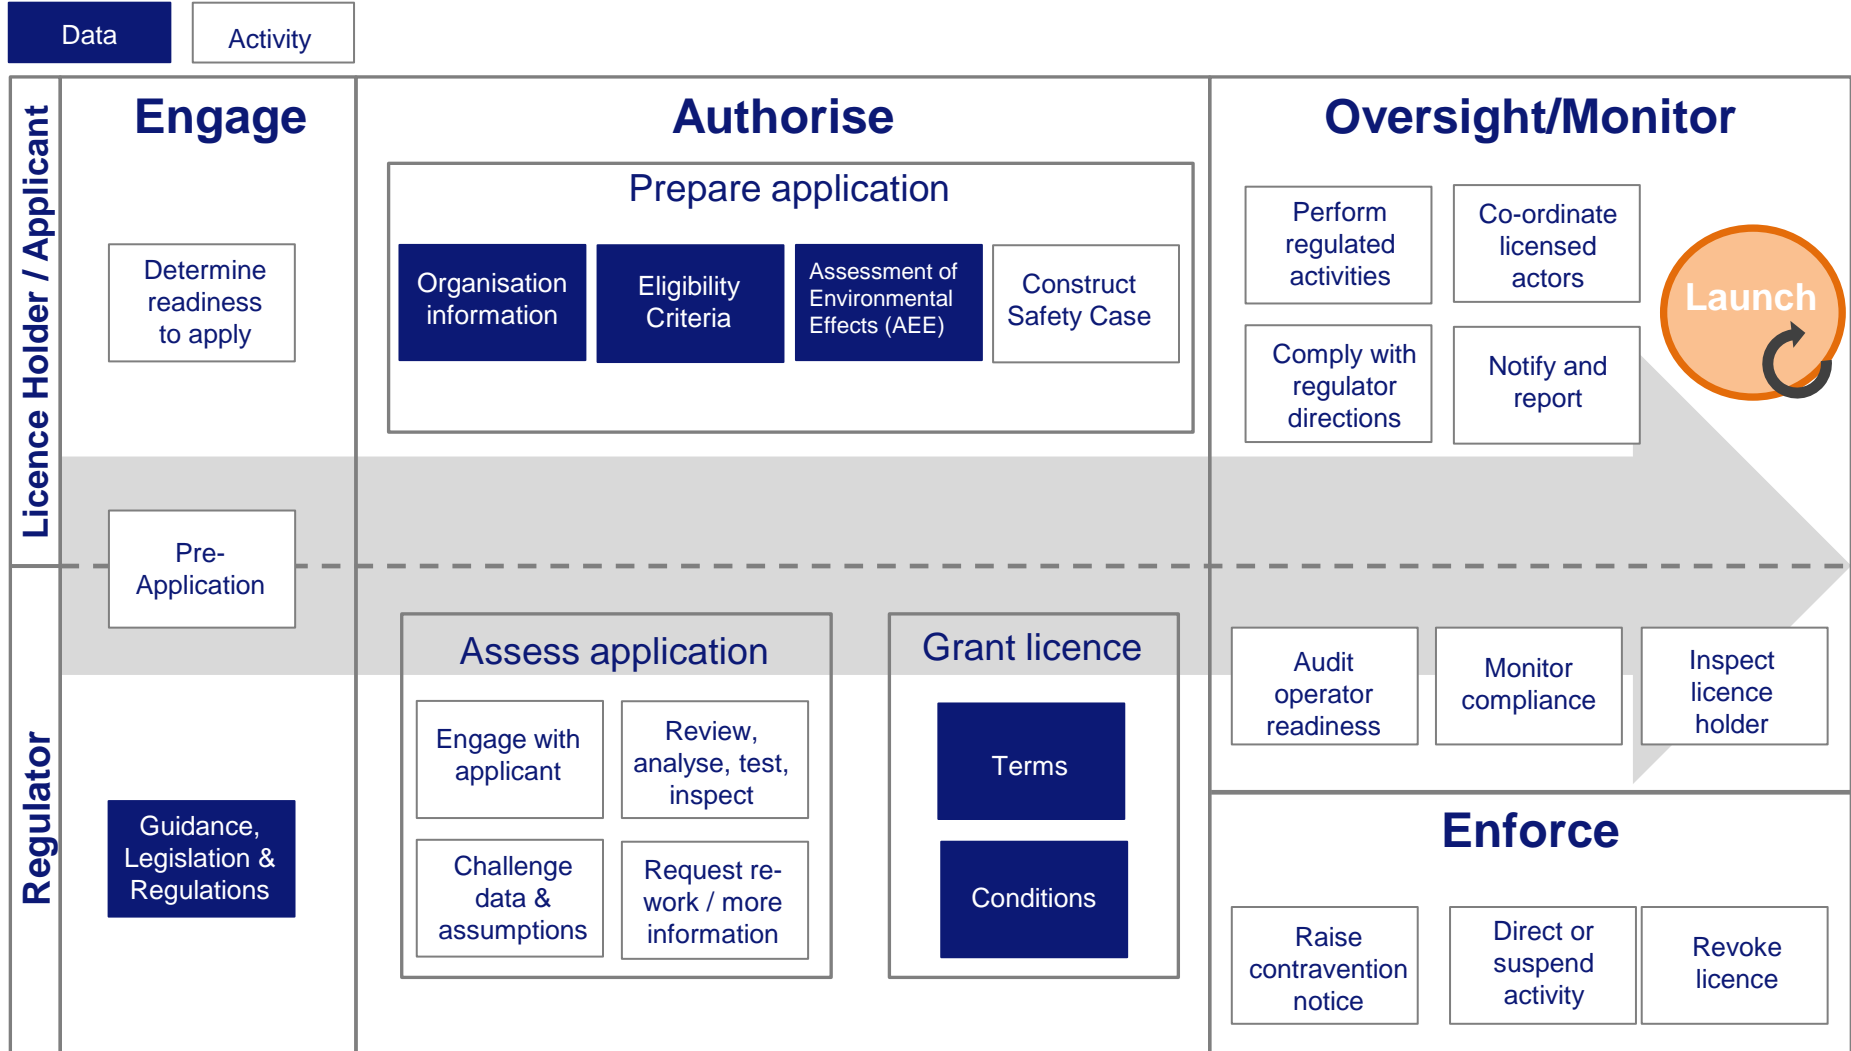 Data
Activity
Licence Holder / Applicant
Engage
Authorise
Oversight/Monitor
Determine
readiness
to apply
Prepare application
Organisation
information
Eligibility
Criteria
Assessment of
Environmental
Effects (AEE)
Construct
Safety Case
Perform
regulated
activities
Co-ordinate
licensed
actors
Comply with
regulator
directions
Notify and
report
Launch
Pre-
Application
Regulator
Guidance,
Legislation &
Regulations
Assess application
Engage with
applicant
Review,
analyse, test,
inspect
Challenge
data &
assumptions
Request re-
work / more
information
Grant licence
Terms
Conditions
Audit
operator
readiness
Monitor
compliance
Inspect
licence
holder
Enforce
Raise
contravention
notice
Direct or
suspend
activity
Revoke
licence